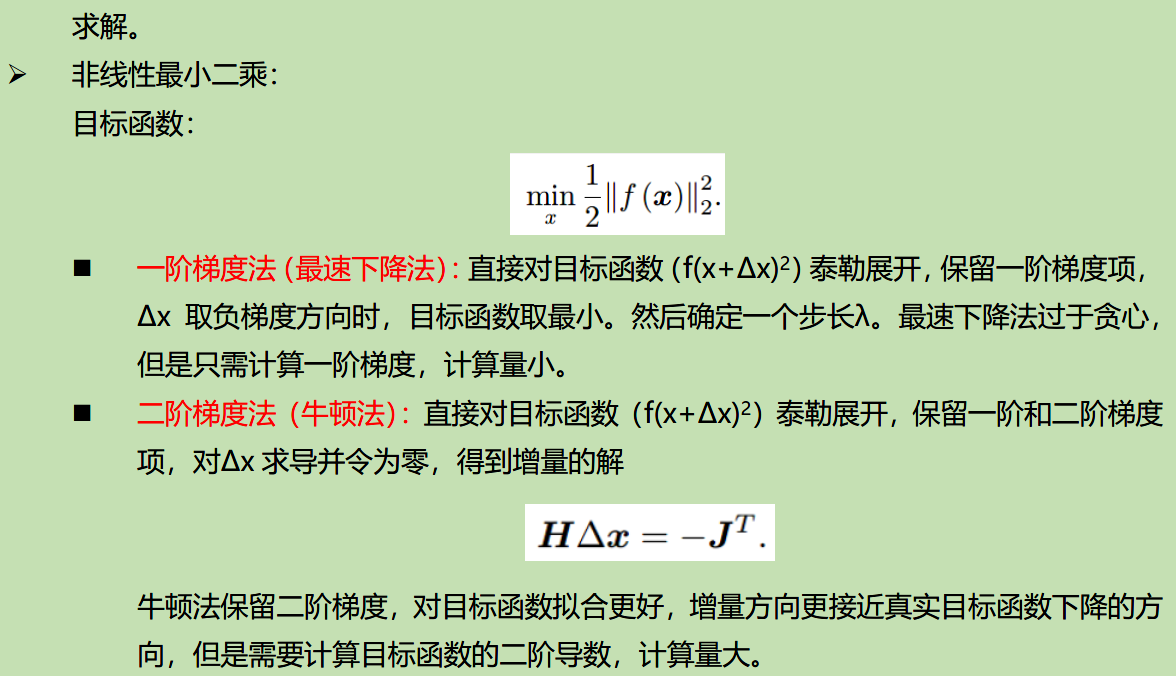 求解。
➢ 非线性最小二乘：
目标函数：
min_x 1/2 ‖f(x)‖₂².
■ 一阶梯度法（最速下降法）：直接对目标函数（f(x+Δx)²）泰勒展开，保留一阶梯度项，
Δx 取负梯度方向时，目标函数取最小。然后确定一个步长λ。最速下降法过于贪心，
但是只需计算一阶梯度，计算量小。
■ 二阶梯度法（牛顿法）：直接对目标函数（f(x+Δx)²）泰勒展开，保留一阶和二阶梯度
项，对Δx 求导并令为零，得到增量的解
HΔx = −Jᵀ.
牛顿法保留二阶梯度，对目标函数拟合更好，增量方向更接近真实目标函数下降的方
向，但是需要计算目标函数的二阶导数，计算量大。